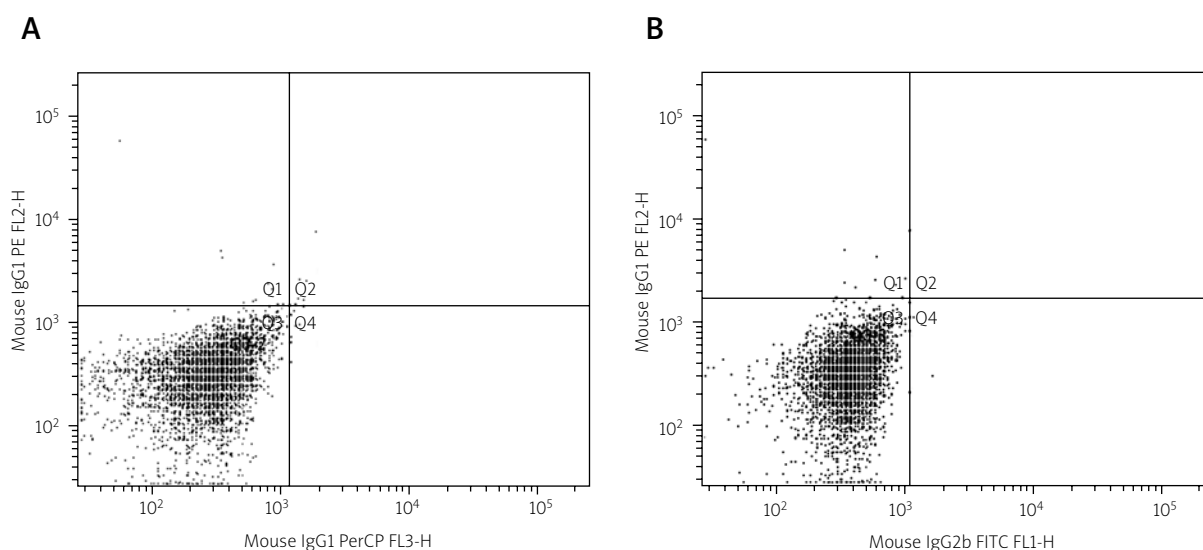 A
Mouse IgG1 PE FL2-H
10⁵
10⁴
10³
10²
Q1 Q2
Q3 Q4
10² 10³ 10⁴ 10⁵
Mouse IgG1 PerCP FL3-H
B
Mouse IgG1 PE FL2-H
10⁵
10⁴
10³
10²
Q1 Q2
Q3 Q4
10² 10³ 10⁴ 10⁵
Mouse IgG2b FITC FL1-H